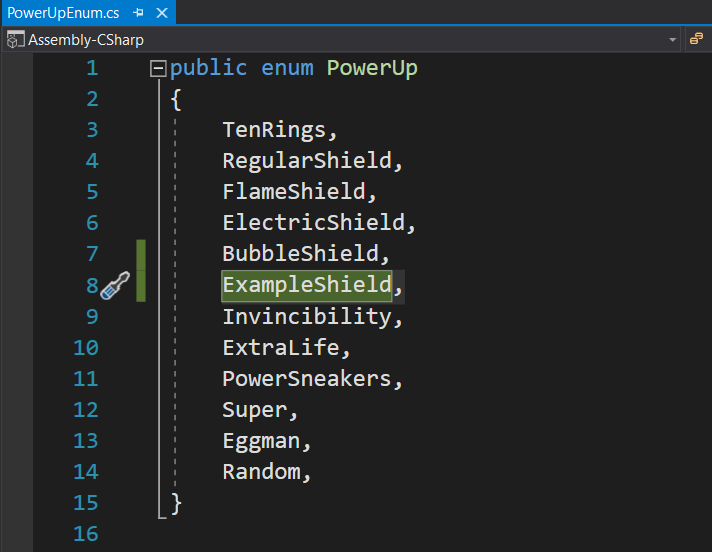 PowerUpEnum.cs
Assembly-CSharp
1 public enum PowerUp
2 {
3 TenRings,
4 RegularShield,
5 FlameShield,
6 ElectricShield,
7 BubbleShield,
8 ExampleShield,
9 Invincibility,
10 ExtraLife,
11 PowerSneakers,
12 Super,
13 Eggman,
14 Random,
15 }
16